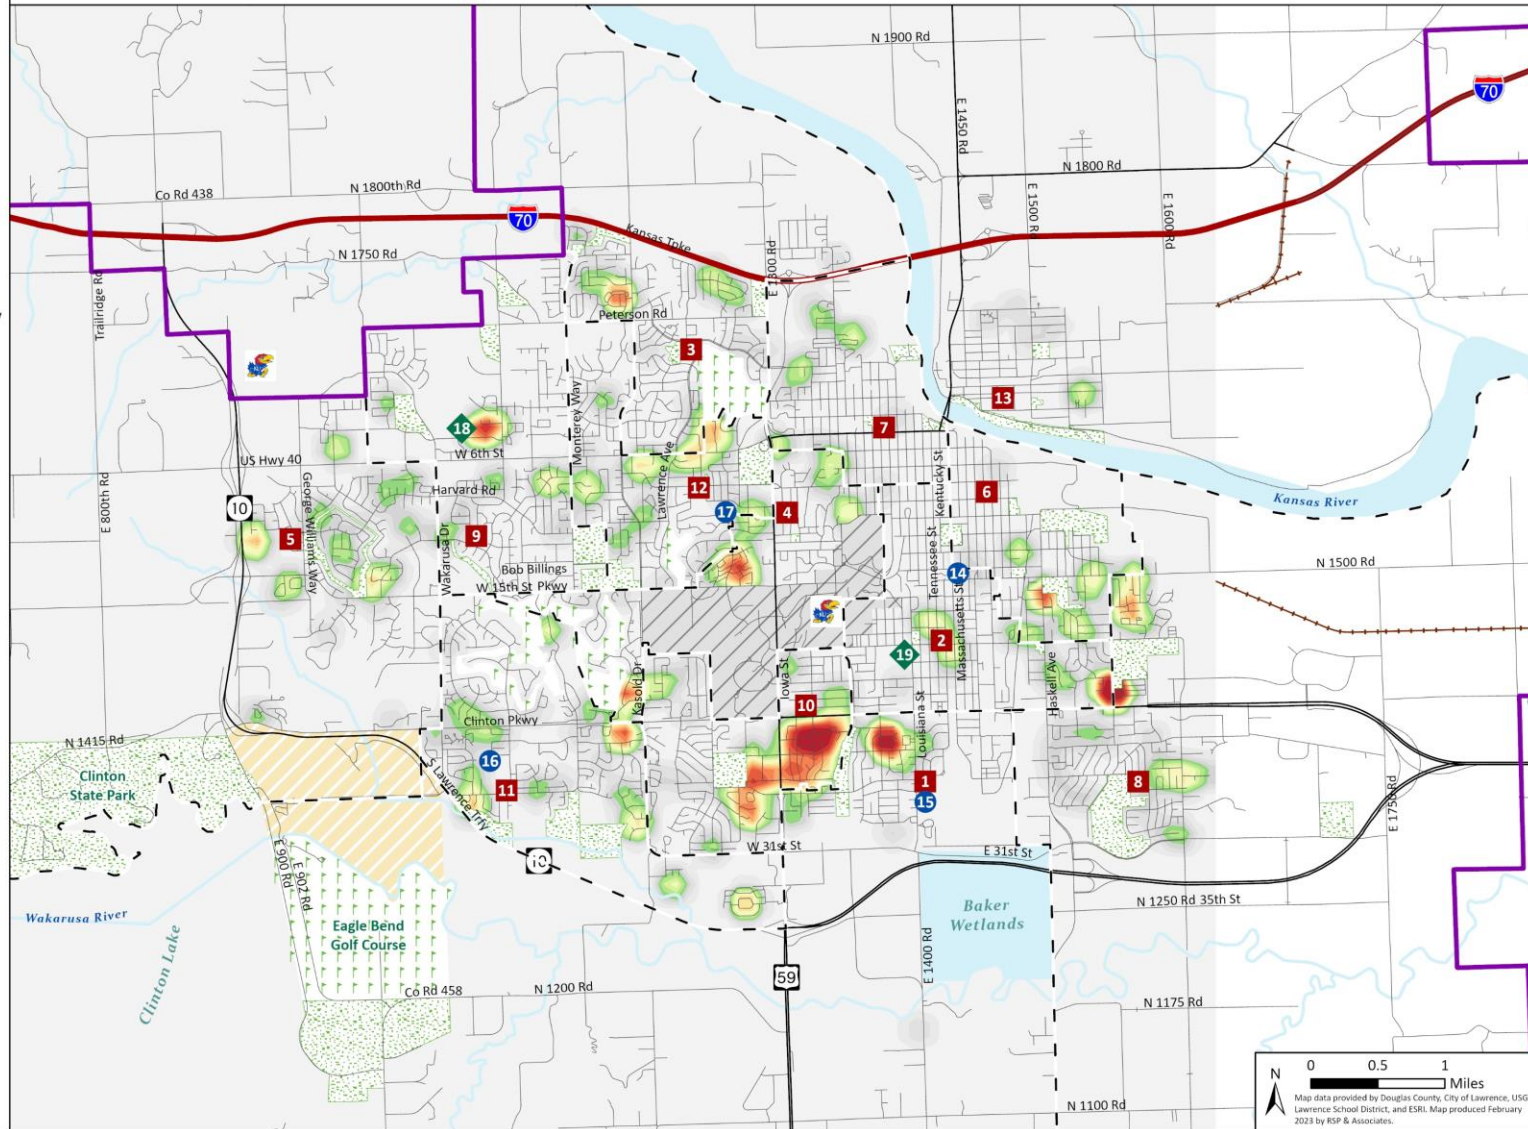 N 1900 Rd
70
E 1450 Rd
N 1800 Rd
Co Rd 438
N 1800th Rd
E 1500 Rd
E 1600 Rd
70
Kansas Tpke
N 1750 Rd
E 1300 Rd
Trailridge Rd
Peterson Rd
3
13
Monterey Way
18
7
W 6th St
US Hwy 40
Lawrence Ave
Kentucky St
Harvard Rd
12
6
George Williams Way
Kansas River
10
E 800th Rd
17
4
5
9
Wakarusa Dr
Tennessee St
Bob Billings
W 15th St Pkwy
14
N 1500 Rd
Massachusetts St
2
19
Iowa St
Kasold Dr
Haskell Ave
10
Louisiana St
Clinton Pkwy
N 1415 Rd
16
Clinton
State Park
S Lawrence Trfy
11
1
8
15
E 1750 Rd
W 31st St
E 31st St
10
E 900 Rd
E 902 Rd
N 1250 Rd 35th St
Baker
Wetlands
Wakarusa River
Eagle Bend
Golf Course
Clinton Lake
E 1400 Rd
59
Co Rd 458
N 1200 Rd
N 1175 Rd
N 1100 Rd
N
0 0.5 1
Miles
Map data provided by Douglas County, City of Lawrence, USG
Lawrence School District, and ESRI. Map produced February
2023 by RSP & Associates.